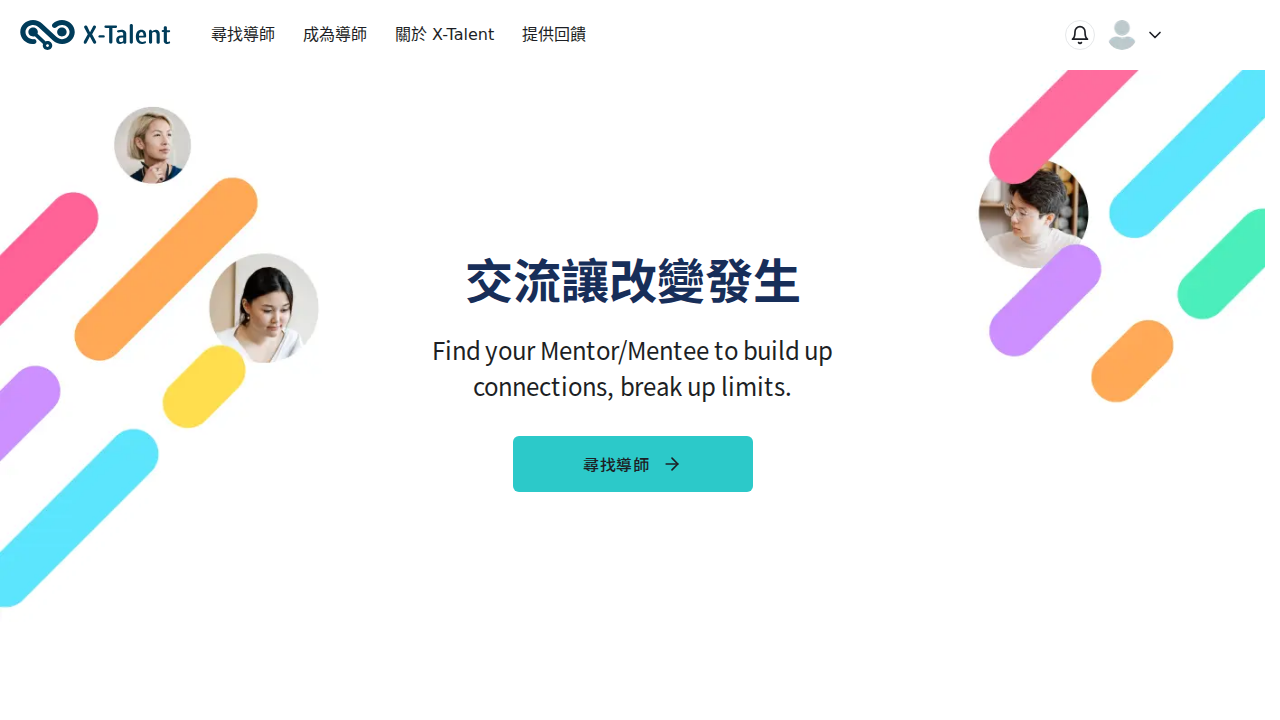 X-Talent
尋找導師
成為導師
關於 X-Talent
提供回饋
交流讓改變發生
Find your Mentor/Mentee to build up
connections, break up limits.
尋找導師